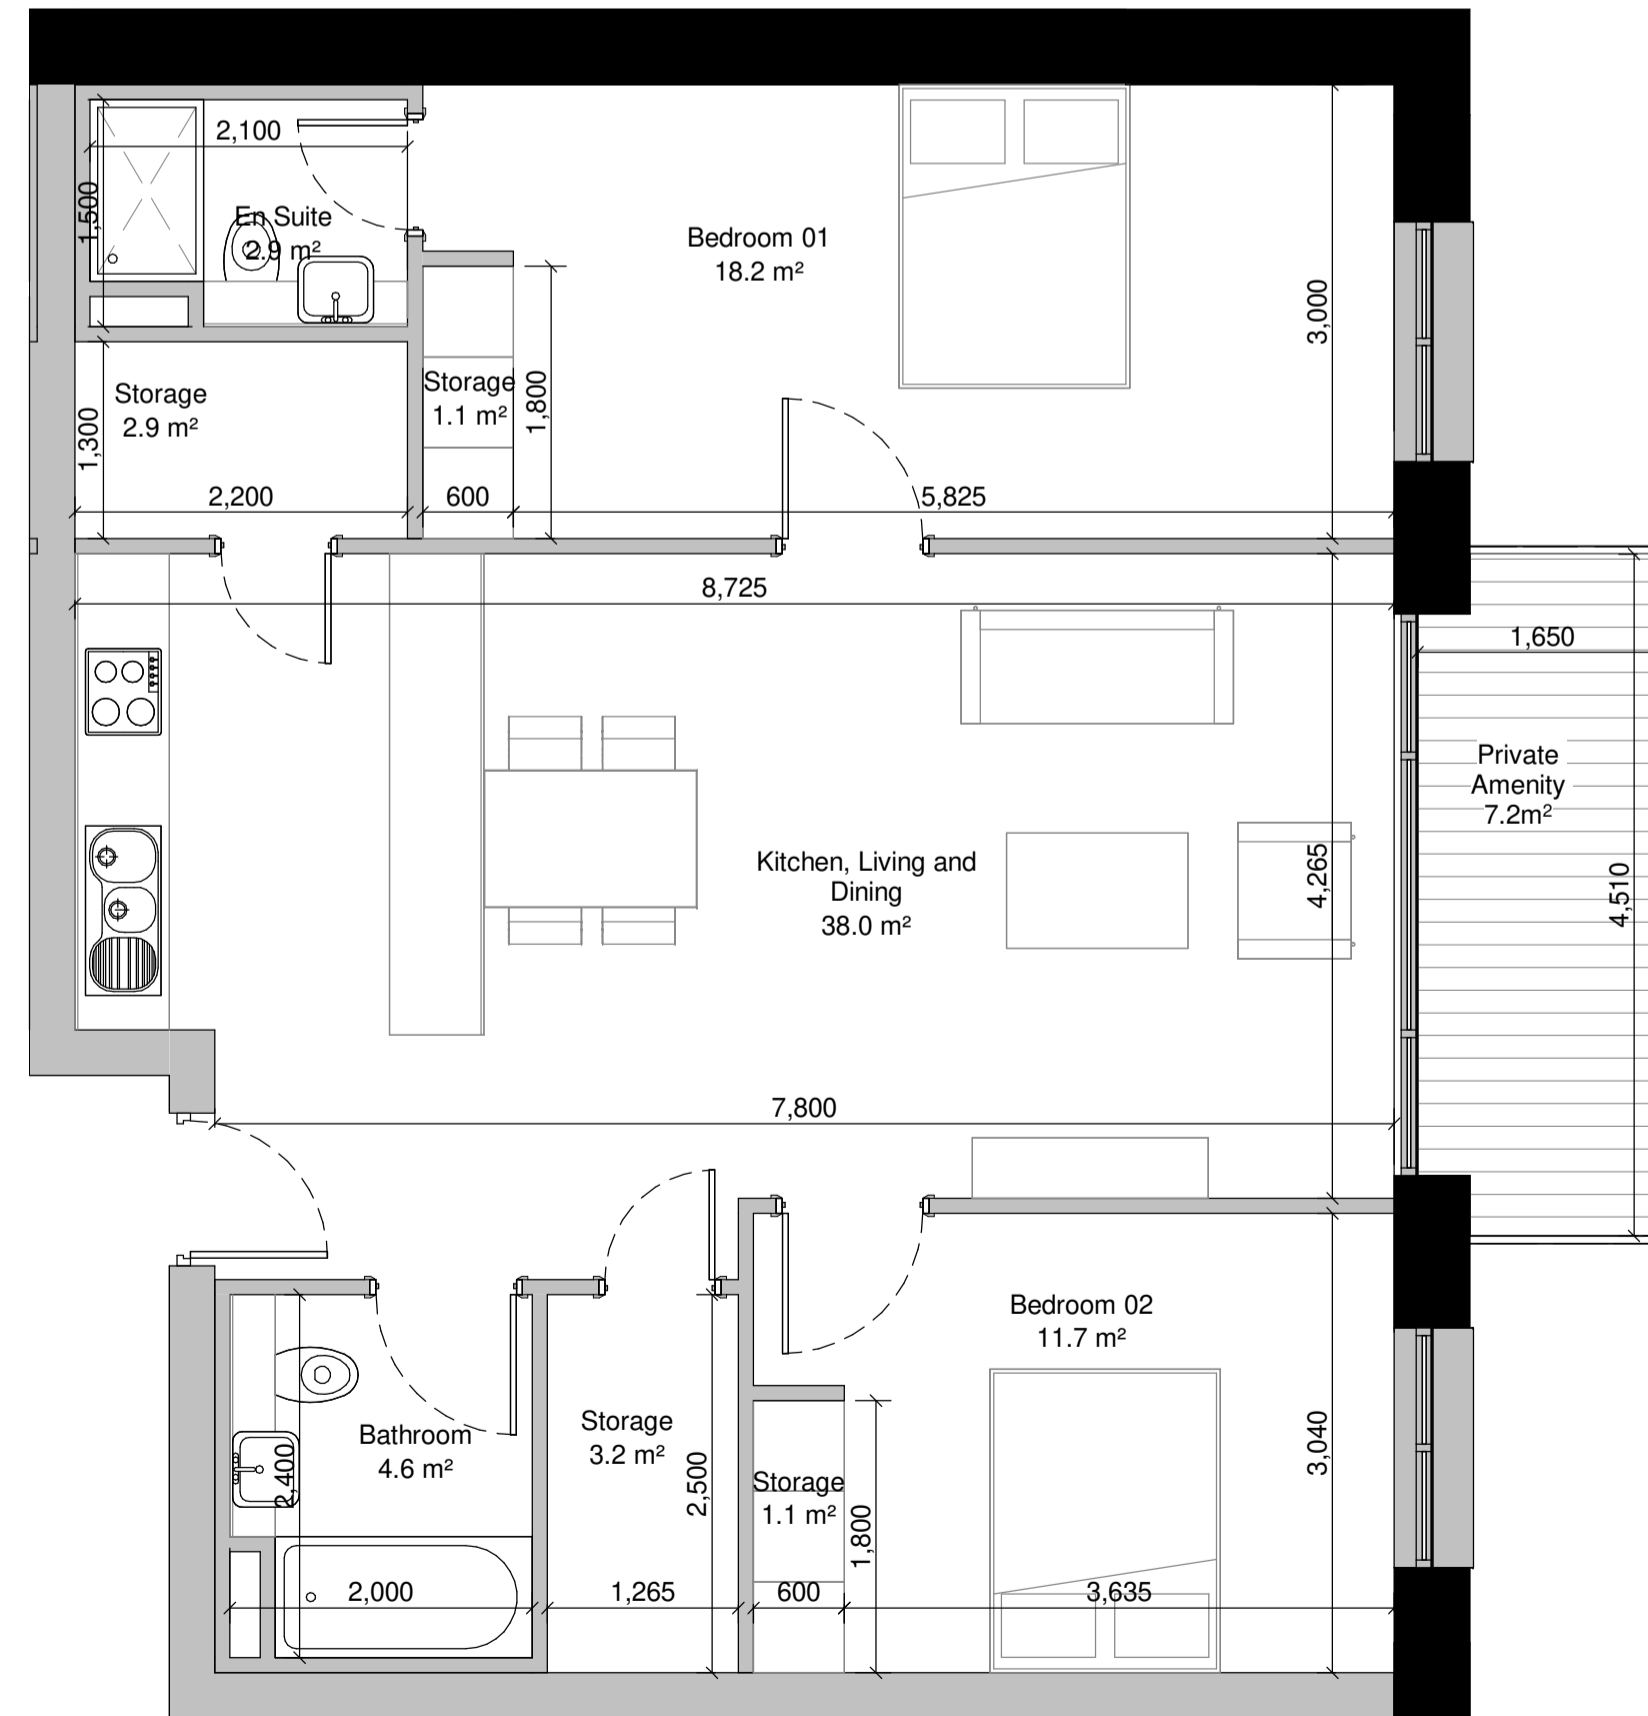 2,100
1,500
En Suite
2.9 m²
Bedroom 01
18.2 m²
3,000
Storage
2.9 m²
1,300
Storage
1.1 m²
1,800
2,200
600
5,825
8,725
1,650
Private
Amenity
7.2m²
Kitchen, Living and
Dining
38.0 m²
4,265
4,510
7,800
Bedroom 02
11.7 m²
Bathroom
4.6 m²
2,400
Storage
3.2 m²
2,500
Storage
1.1 m²
1,800
3,040
2,000
1,265
600
3,635